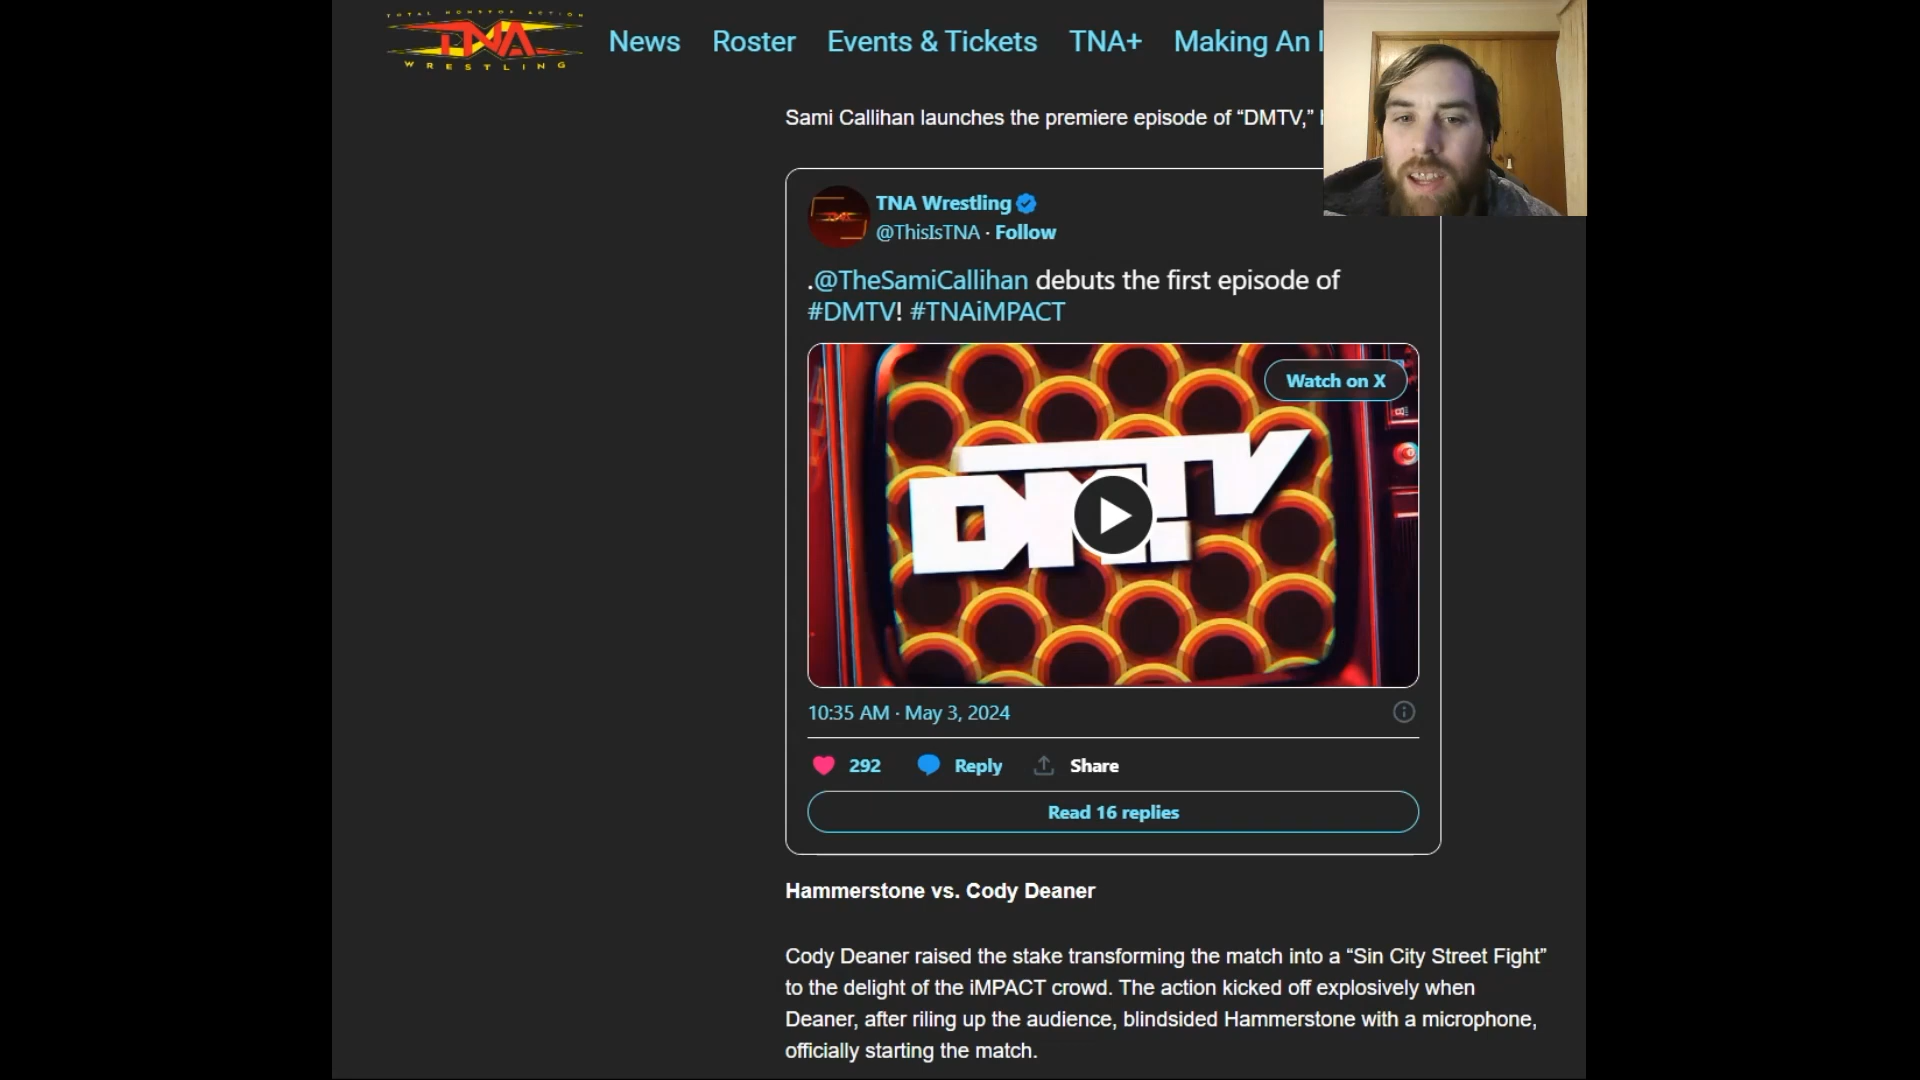 TOTAL NONSTOP ACTION
TNA
WRESTLING
News Roster Events & Tickets TNA+ Making An
Sami Callihan launches the premiere episode of “DMTV,”
TNA Wrestling
@ThisIsTNA · Follow
.@TheSamiCallihan debuts the first episode of
#DMTV! #TNAiMPACT
Watch on X
10:35 AM · May 3, 2024
292 Reply Share
Read 16 replies
Hammerstone vs. Cody Deaner
Cody Deaner raised the stake transforming the match into a “Sin City Street Fight”
to the delight of the iMPACT crowd. The action kicked off explosively when
Deaner, after riling up the audience, blindsided Hammerstone with a microphone,
officially starting the match.